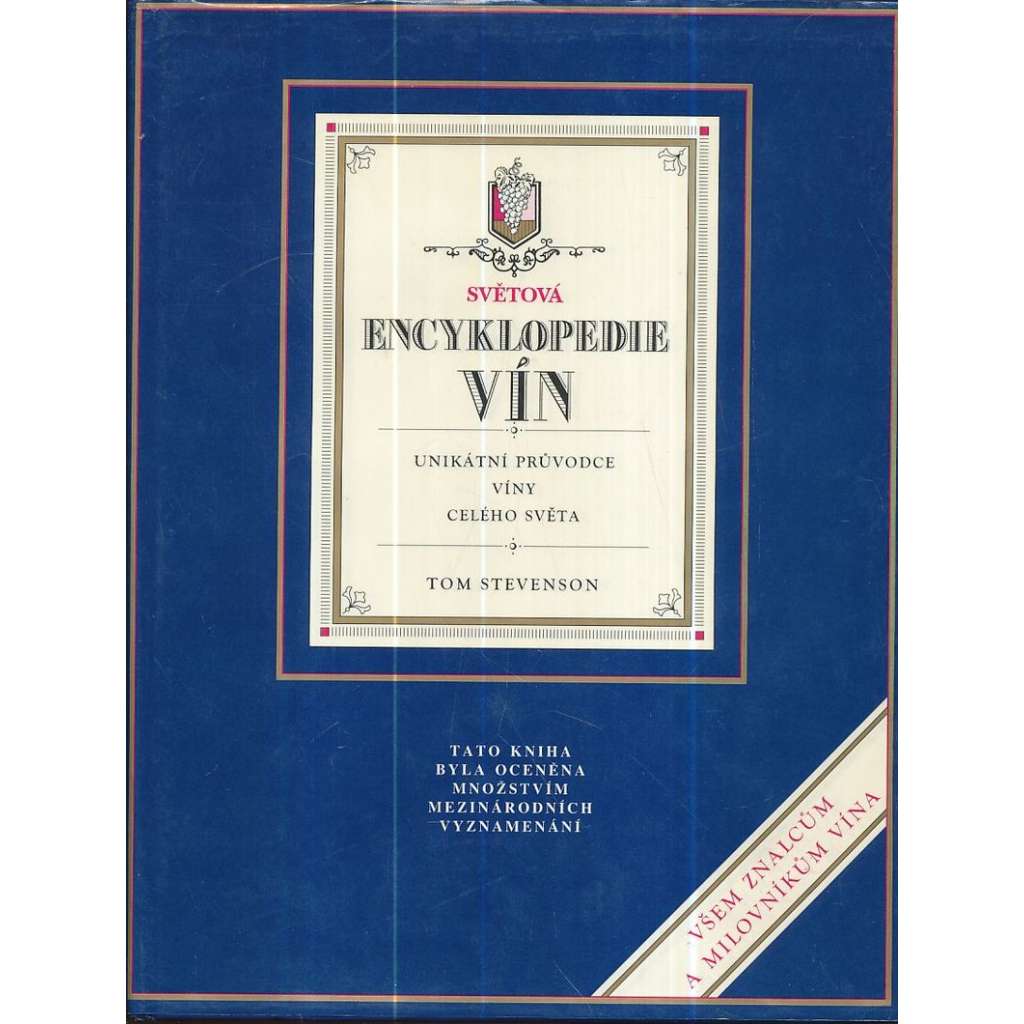 SVĚTOVÁ
ENCYKLOPEDIE
VÍN
UNIKÁTNÍ PRŮVODCE
VÍNY
CELÉHO SVĚTA
TOM STEVENSON
TATO KNIHA
BYLA OCENĚNA
MNOŽSTVÍM
MEZINÁRODNÍCH
VYZNAMENÁNÍ
VŠEM ZNALCŮM
A MILOVNÍKŮM VÍNA